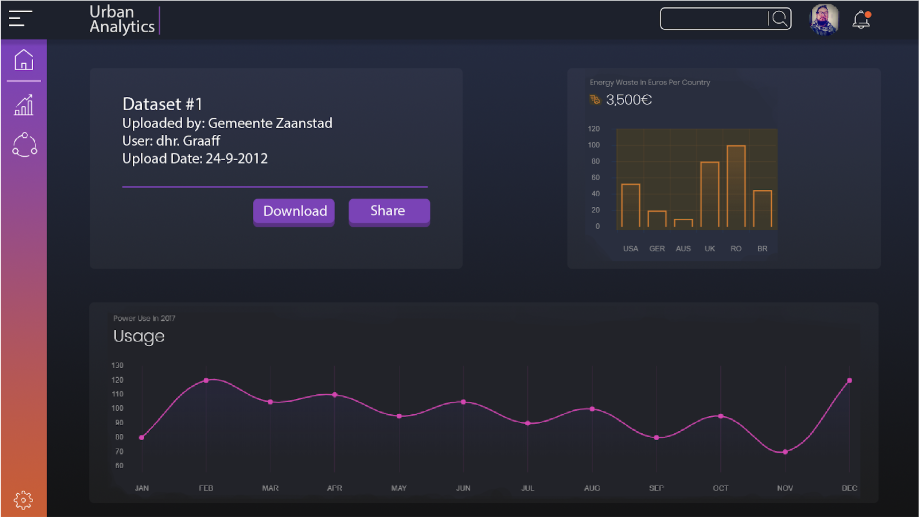 Urban
Analytics
Dataset #1
Uploaded by: Gemeente Zaanstad
User: dhr. Graaff
Upload Date: 24-9-2012
Download
Share
Energy Waste In Euros Per Country
3,500€
120
100
80
60
40
20
0
USA GER AUS UK RO BR
Power Use In 2017
Usage
130
120
110
100
90
80
70
60
JAN FEB MAR APR MAY JUN JUL AUG SEP OCT NOV DEC